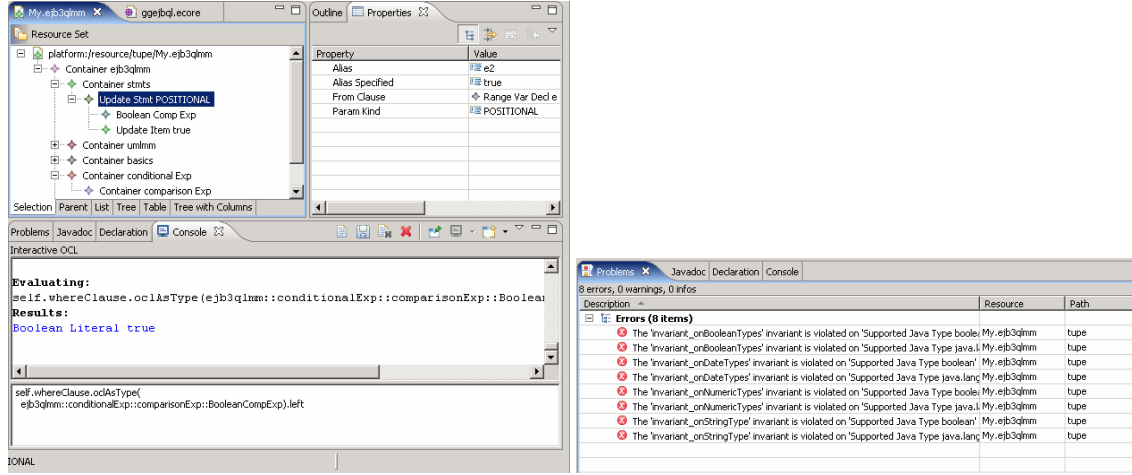 My.ejb3qlmm
ggejbql.ecore
Resource Set
platform:/resource/tupe/My.ejb3qlmm
Container ejb3qlmm
Container stmts
Update Stmt POSITIONAL
Boolean Comp Exp
Update Item true
Container umlmm
Container basics
Container conditional Exp
Container comparison Exp
Selection Parent List Tree Table Tree with Columns
Outline Properties
Property Value
Alias e2
Alias Specified true
From Clause Range Var Decl e
Param Kind POSITIONAL
Problems Javadoc Declaration Console
Interactive OCL
Evaluating:
self.whereClause.oclAsType(ejb3qlmm::conditionalExp::comparisonExp::Boolean
Results:
Boolean Literal true
self.whereClause.oclAsType(
ejb3qlmm::conditionalExp::comparisonExp::BooleanCompExp).left
IONAL
Problems Javadoc Declaration Console
8 errors, 0 warnings, 0 infos
Description Resource Path
Errors (8 items)
The 'invariant_onBooleanTypes' invariant is violated on 'Supported Java Type boolea My.ejb3qlmm tupe
The 'invariant_onBooleanTypes' invariant is violated on 'Supported Java Type java.l My.ejb3qlmm tupe
The 'invariant_onDateTypes' invariant is violated on 'Supported Java Type boolean' My.ejb3qlmm tupe
The 'invariant_onDateTypes' invariant is violated on 'Supported Java Type java.lang My.ejb3qlmm tupe
The 'invariant_onNumericTypes' invariant is violated on 'Supported Java Type boolea My.ejb3qlmm tupe
The 'invariant_onNumericTypes' invariant is violated on 'Supported Java Type java.l My.ejb3qlmm tupe
The 'invariant_onStringType' invariant is violated on 'Supported Java Type boolean' My.ejb3qlmm tupe
The 'invariant_onStringType' invariant is violated on 'Supported Java Type java.lang My.ejb3qlmm tupe